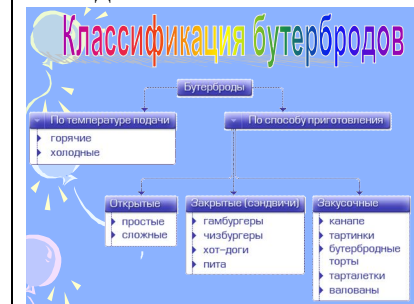 Классификация бутербродов
Бутерброды
По температуре подачи
горячие
холодные
По способу приготовления
Открытые
простые
сложные
Закрытые (сэндвичи)
гамбургеры
чизбургеры
хот-доги
пита
Закусочные
канапе
тартинки
бутербродные
торты
тарталетки
валованы